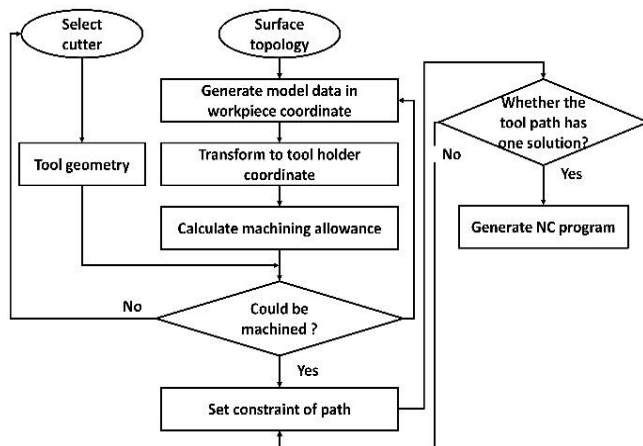 Select
cutter
Surface
topology
Generate model data in
workpiece coordinate
Whether the
tool path has
one solution?
Tool geometry
Transform to tool holder
coordinate
No
Yes
Calculate machining allowance
Generate NC program
No
Could be
machined ?
Yes
Set constraint of path